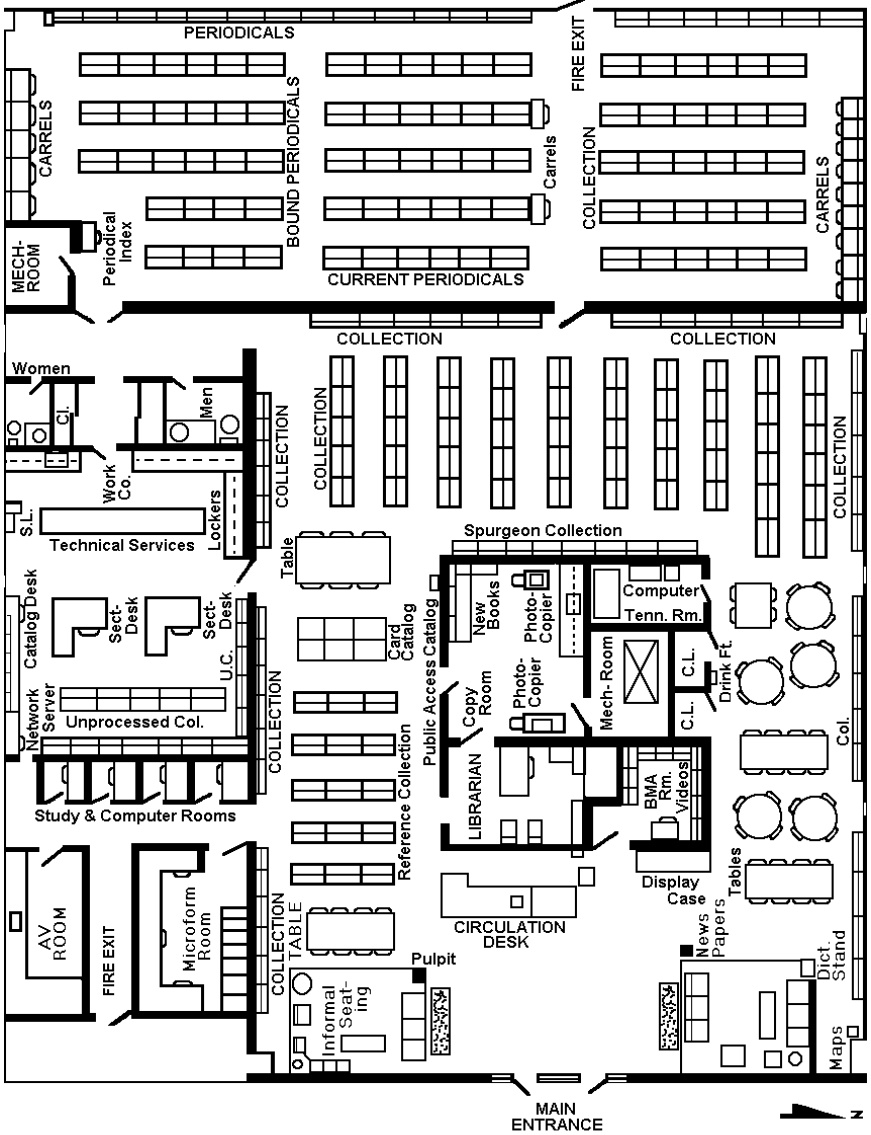 PERIODICALS
FIRE EXIT
COLLECTION
CARRELS
BOUND PERIODICALS
Carrels
COLLECTION
CARRELS
MECH-
ROOM
Periodical
Index
CURRENT PERIODICALS
COLLECTION
COLLECTION
Women
Cl.
Men
COLLECTION
COLLECTION
COLLECTION
Work
Co.
S.L.
Lockers
Technical Services
Spurgeon Collection
Table
Catalog Desk
Sect-
Desk
Sect-
Desk
U.C.
Card
Catalog
Public Access Catalog
New
Books
Photo-
Copier
Computer
Tenn. Rm.
C.L.
Drink Ft.
Network
Server
Unprocessed Col.
COLLECTION
Copy
Room
Photo-
Copier
Mech- Room
C.L.
Col.
Reference Collection
LIBRARIAN
BMA
Rm.
Videos
Study & Computer Rooms
AV
ROOM
FIRE EXIT
Microform
Room
COLLECTION
TABLE
CIRCULATION
DESK
Display
Case
Tables
News
Papers
Dict.
Stand
Pulpit
Informal
Seat-
ing
Maps
MAIN
ENTRANCE
N